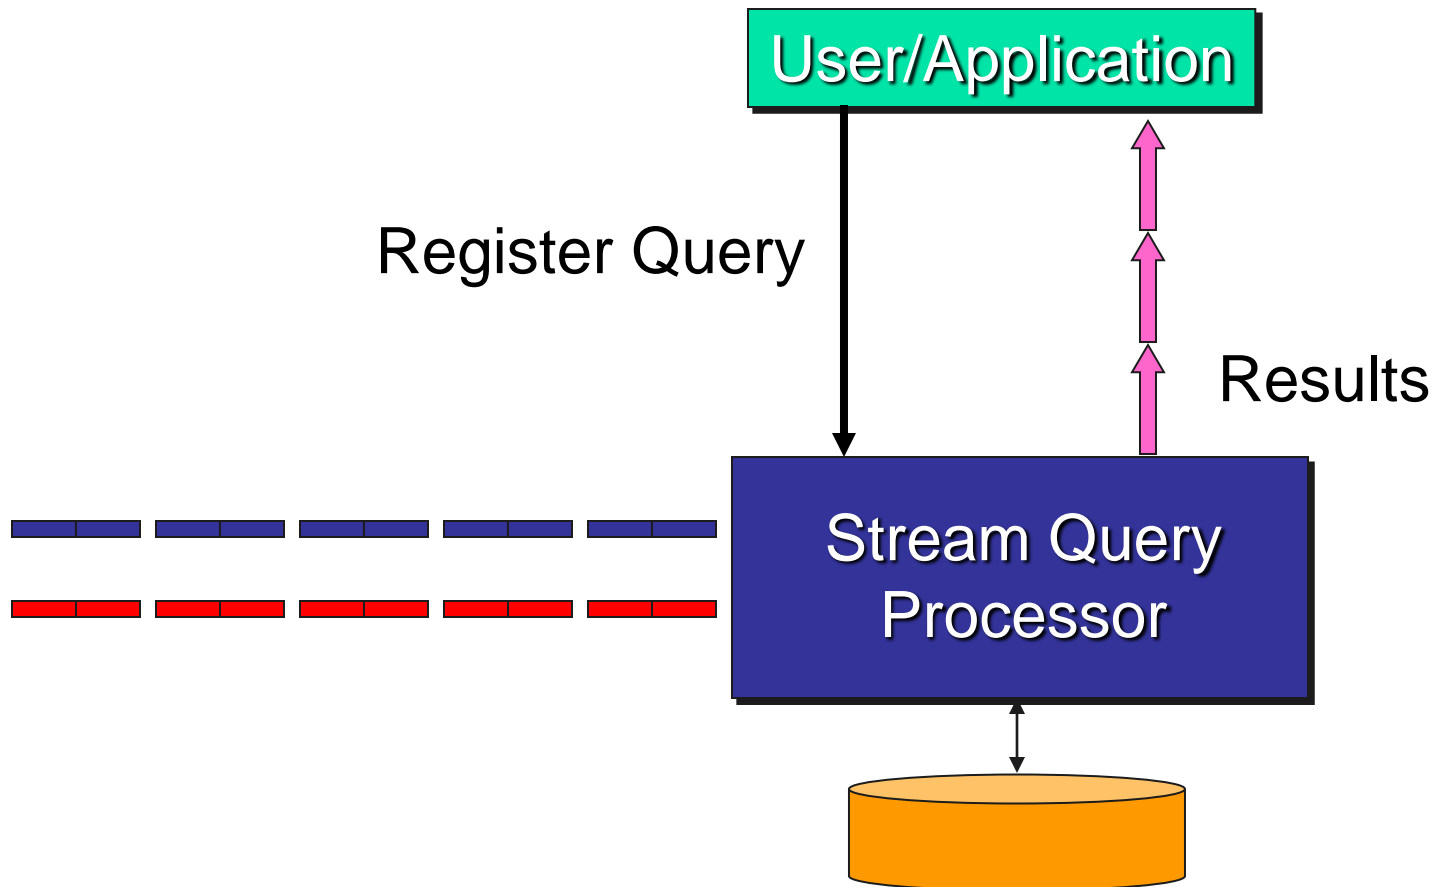 User/Application
Register Query
Results
Stream Query
Processor